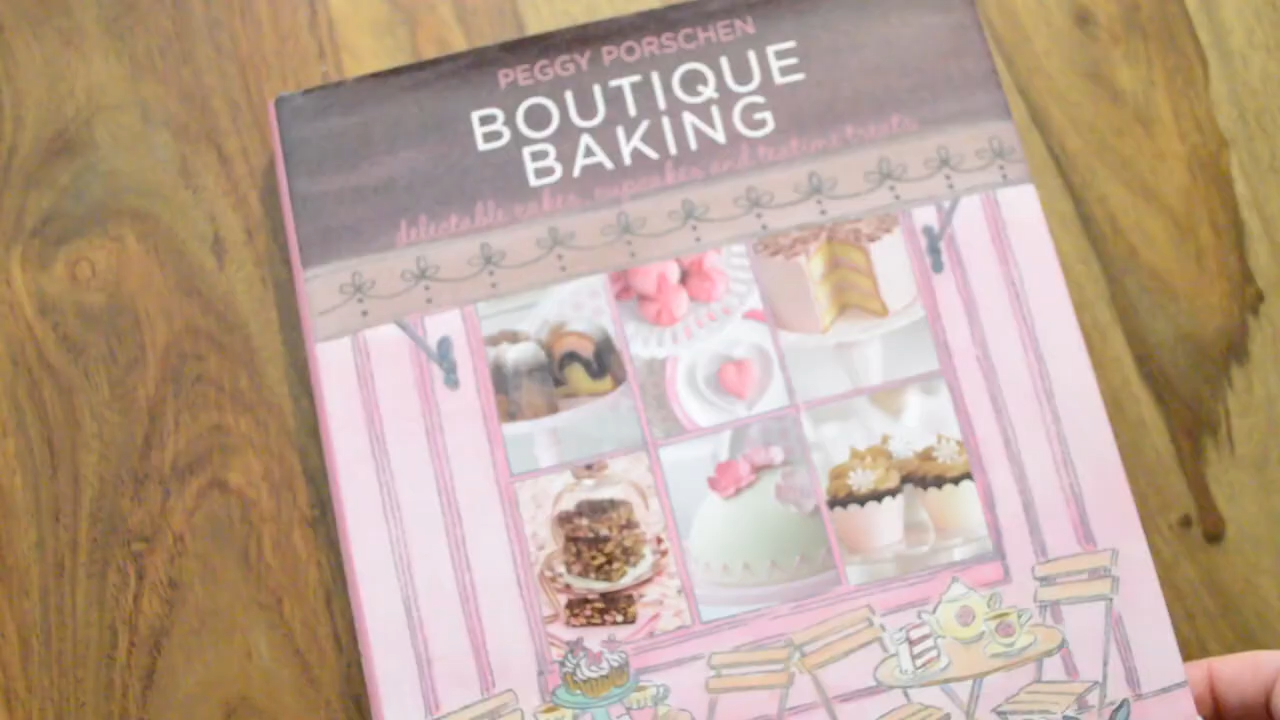 PEGGY PORSCHEN
BOUTIQUE
BAKING
delectable cakes, cupcakes and teatime treats